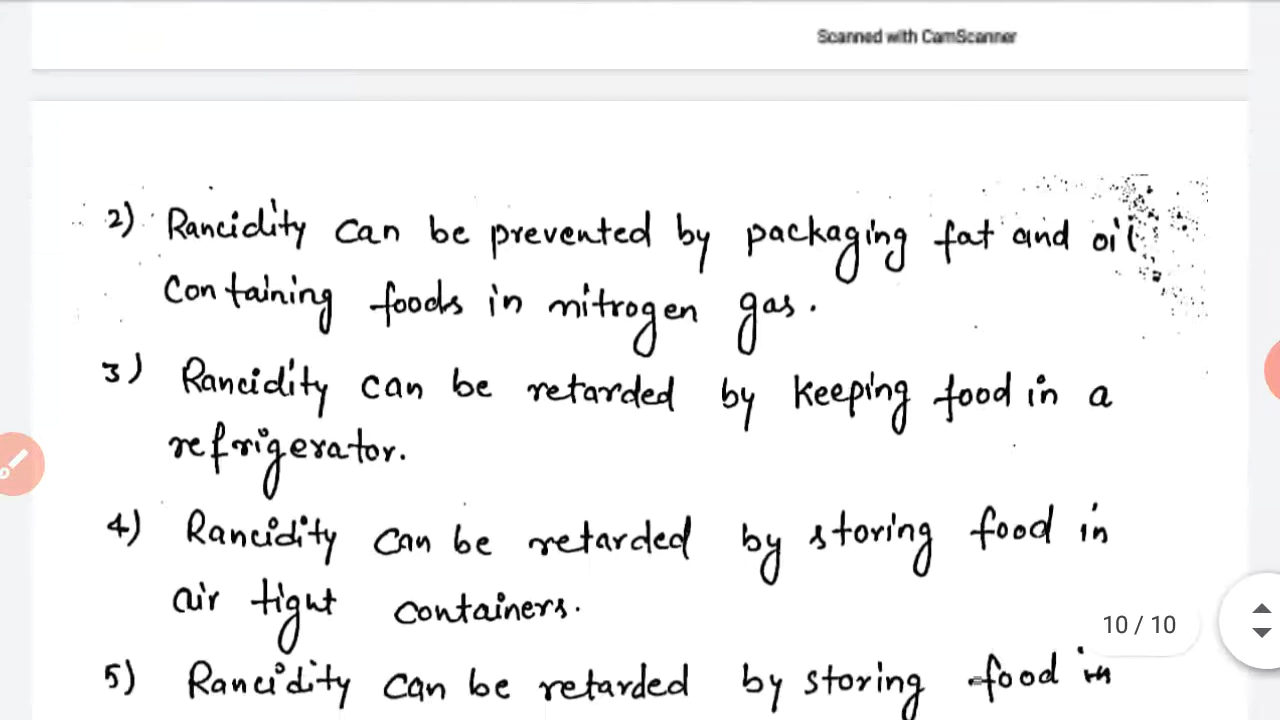 Scanned with CamScanner
2) Rancidity can be prevented by packaging fat and oil
containing foods in nitrogen gas.
3) Rancidity can be retarded by keeping food in a
refrigerator.
4) Rancidity can be retarded by storing food in
air tight containers.
10 / 10
5) Rancidity can be retarded by storing food in